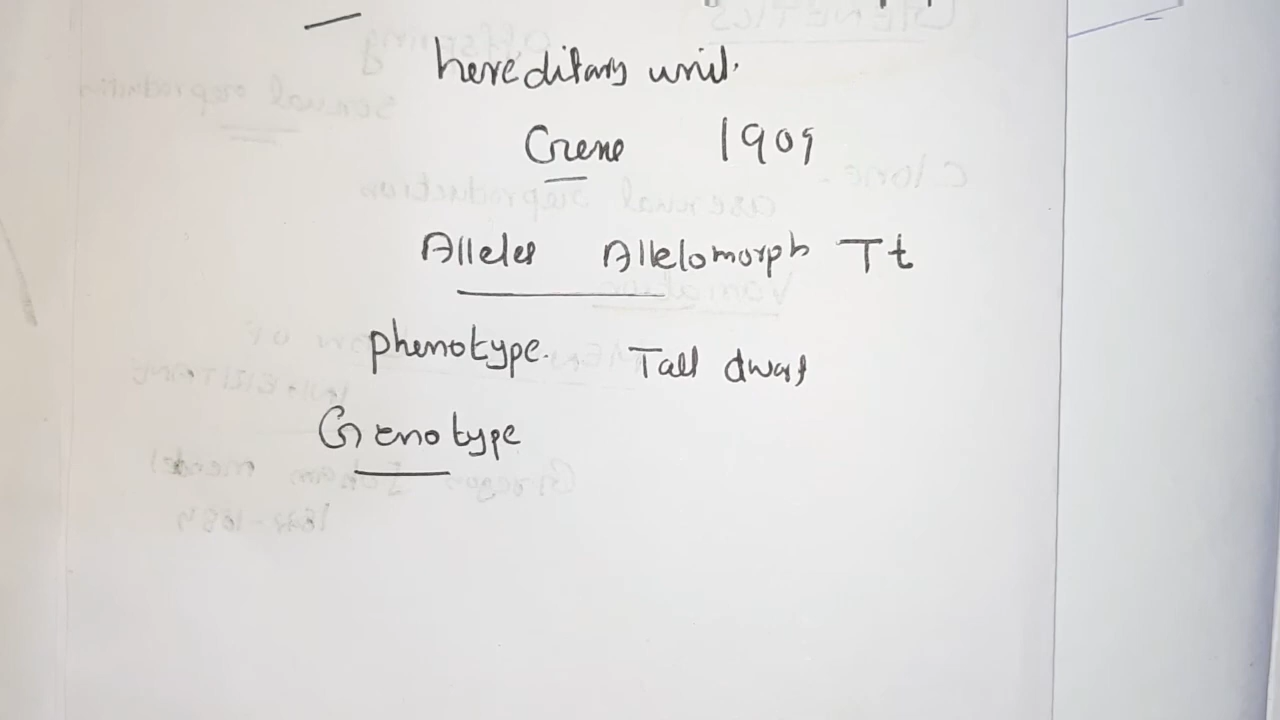 hereditary unit.
Gene 1909
Alleles Allelomorph Tt
phenotype. Tall dwarf
Genotype